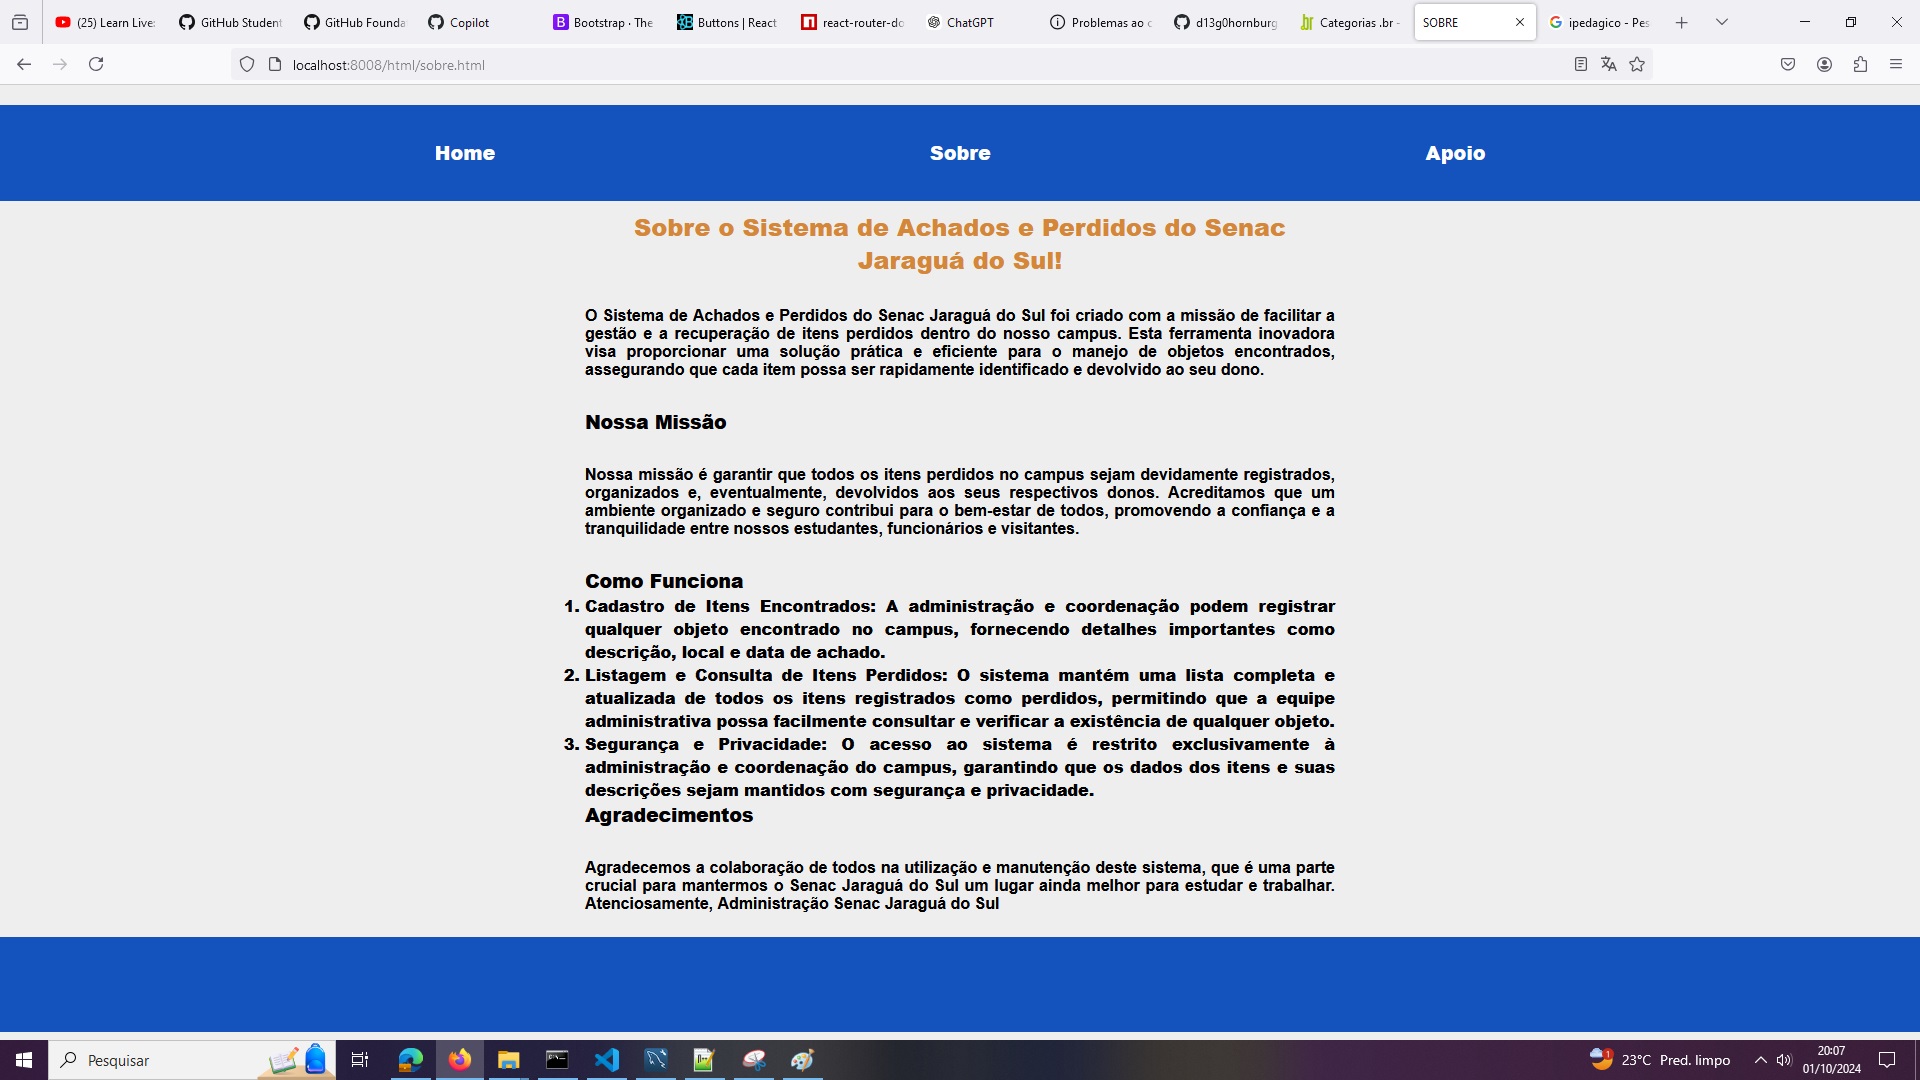 (25) Learn Live
GitHub Student
GitHub Founda
Copilot
Bootstrap · The
Buttons | React
react-router-do
ChatGPT
Problemas ao c
d13g0hornburg
Categorias .br -
SOBRE
ipedagico - Pes
localhost:8008/html/sobre.html
Home
Sobre
Apoio
Sobre o Sistema de Achados e Perdidos do Senac
Jaraguá do Sul!
O Sistema de Achados e Perdidos do Senac Jaraguá do Sul foi criado com a missão de facilitar a
gestão e a recuperação de itens perdidos dentro do nosso campus. Esta ferramenta inovadora
visa proporcionar uma solução prática e eficiente para o manejo de objetos encontrados,
assegurando que cada item possa ser rapidamente identificado e devolvido ao seu dono.
Nossa Missão
Nossa missão é garantir que todos os itens perdidos no campus sejam devidamente registrados,
organizados e, eventualmente, devolvidos aos seus respectivos donos. Acreditamos que um
ambiente organizado e seguro contribui para o bem-estar de todos, promovendo a confiança e a
tranquilidade entre nossos estudantes, funcionários e visitantes.
Como Funciona
1. Cadastro de Itens Encontrados: A administração e coordenação podem registrar
qualquer objeto encontrado no campus, fornecendo detalhes importantes como
descrição, local e data de achado.
2. Listagem e Consulta de Itens Perdidos: O sistema mantém uma lista completa e
atualizada de todos os itens registrados como perdidos, permitindo que a equipe
administrativa possa facilmente consultar e verificar a existência de qualquer objeto.
3. Segurança e Privacidade: O acesso ao sistema é restrito exclusivamente à
administração e coordenação do campus, garantindo que os dados dos itens e suas
descrições sejam mantidos com segurança e privacidade.
Agradecimentos
Agradecemos a colaboração de todos na utilização e manutenção deste sistema, que é uma parte
crucial para mantermos o Senac Jaraguá do Sul um lugar ainda melhor para estudar e trabalhar.
Atenciosamente, Administração Senac Jaraguá do Sul
Pesquisar
1
23°C Pred. limpo
20:07
01/10/2024